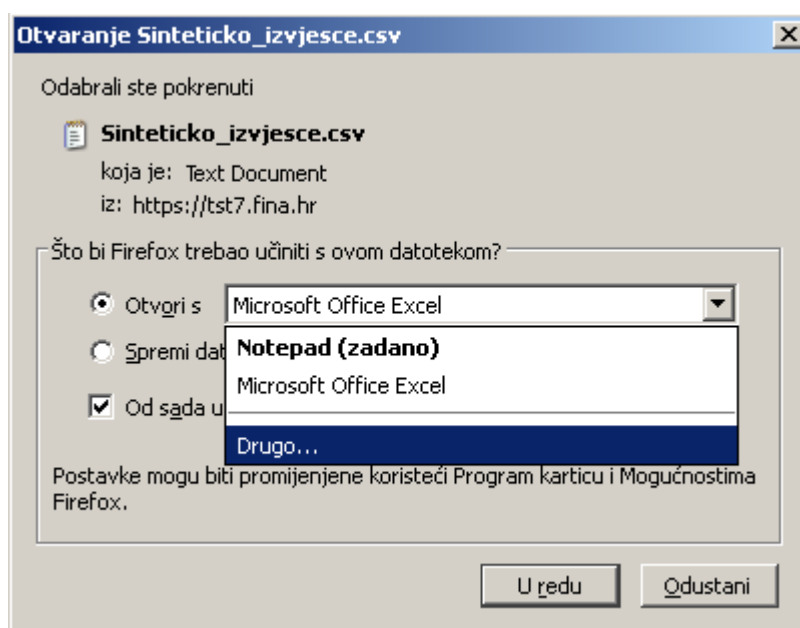 Otvaranje Sinteticko_izvjesce.csv
Odabrali ste pokrenuti
Sinteticko_izvjesce.csv
koja je: Text Document
iz: https://tst7.fina.hr
Što bi Firefox trebao učiniti s ovom datotekom?
Otvori s Microsoft Office Excel
Notepad (zadano)
Spremi dat
Microsoft Office Excel
Od sada u
Drugo...
Postavke mogu biti promijenjene koristeći Program karticu i Mogućnostima
Firefox.
U redu Odustani